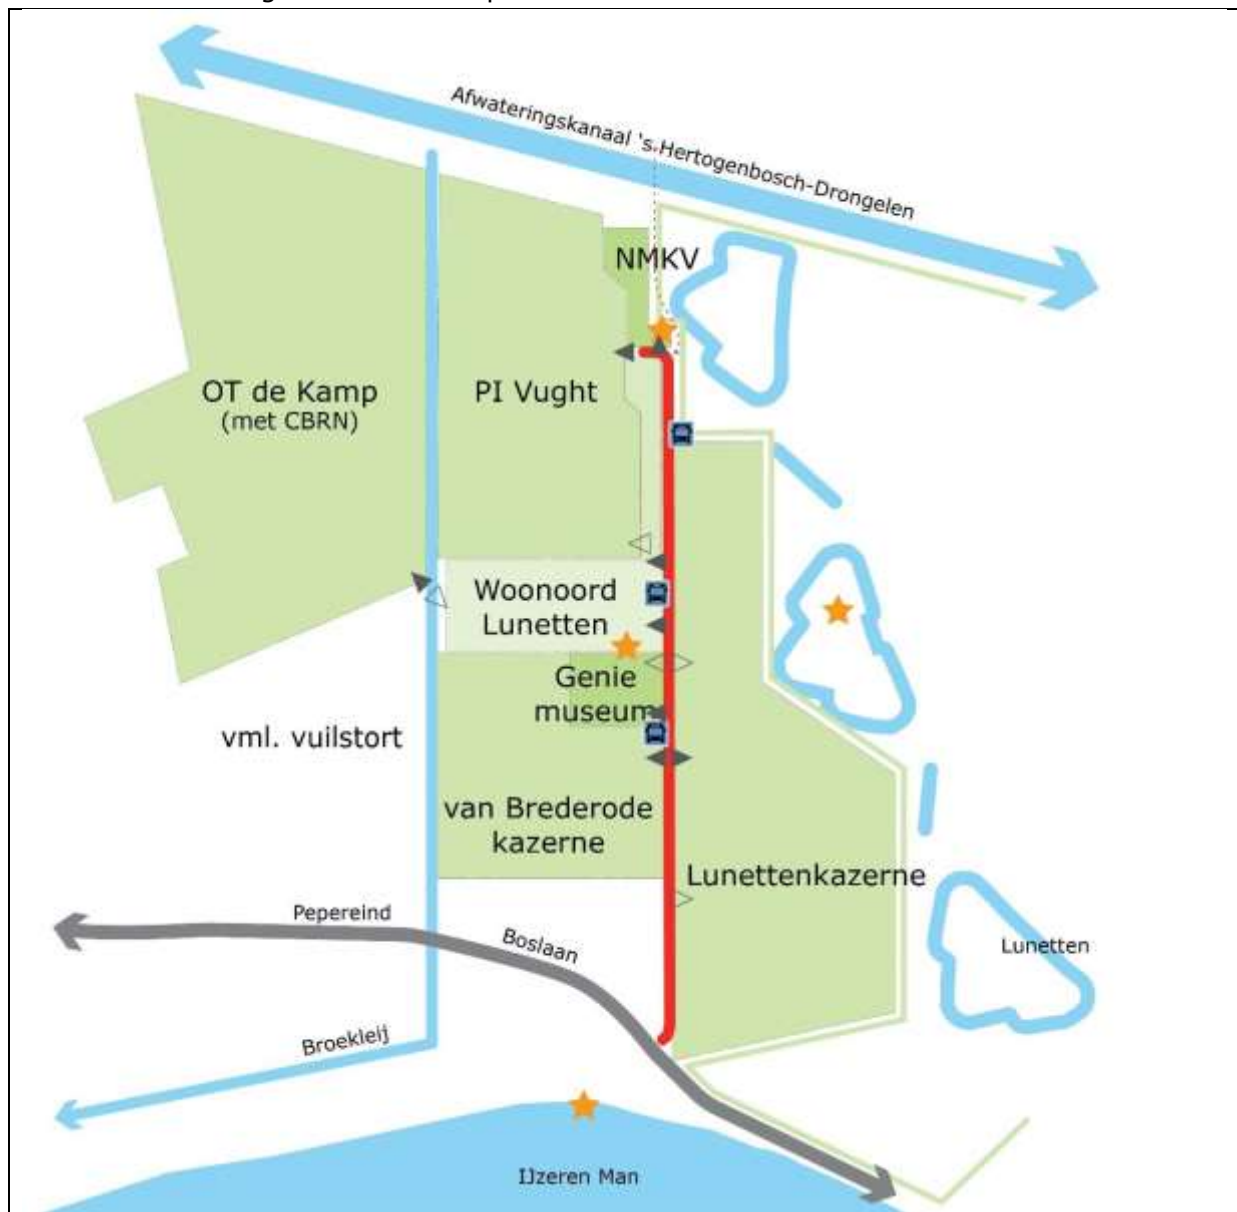 Afwateringskanaal 's Hertogenbosch-Drongelen
NMKV
OT de Kamp
(met CBRN)
PI Vught
Woonoord
Lunetten
Genie
museum
vml. vuilstort
van Brederode
kazerne
Lunettenkazerne
Pepereind
Boslaan
Lunetten
Broekleij
IJzeren Man